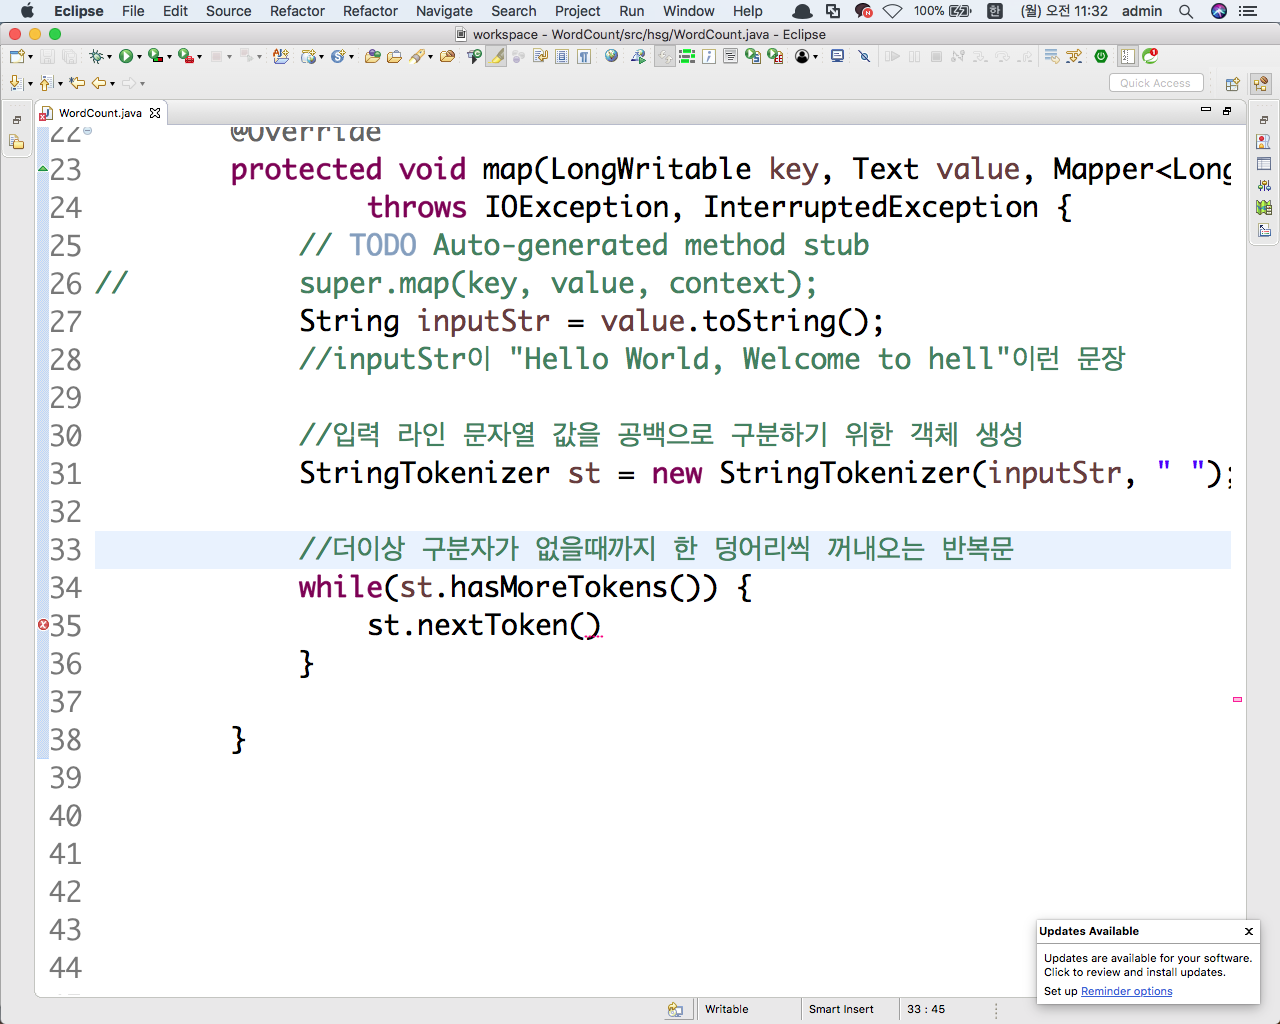 Eclipse File Edit Source Refactor Refactor Navigate Search Project Run Window Help 100% 한 (월) 오전 11:32 admin
workspace - WordCount/src/hsg/WordCount.java - Eclipse
Quick Access
WordCount.java
22 @Override
23 protected void map(LongWritable key, Text value, Mapper<Long
24 throws IOException, InterruptedException {
25 // TODO Auto-generated method stub
26 // super.map(key, value, context);
27 String inputStr = value.toString();
28 //inputStr이 "Hello World, Welcome to hell"이런 문장
29
30 //입력 라인 문자열 값을 공백으로 구분하기 위한 객체 생성
31 StringTokenizer st = new StringTokenizer(inputStr, " ");
32
33 //더이상 구분자가 없을때까지 한 덩어리씩 꺼내오는 반복문
34 while(st.hasMoreTokens()) {
35 st.nextToken()
36 }
37
38 }
39
40
41
42
43
44
Updates Available
Updates are available for your software.
Click to review and install updates.
Set up Reminder options
Writable Smart Insert 33 : 45